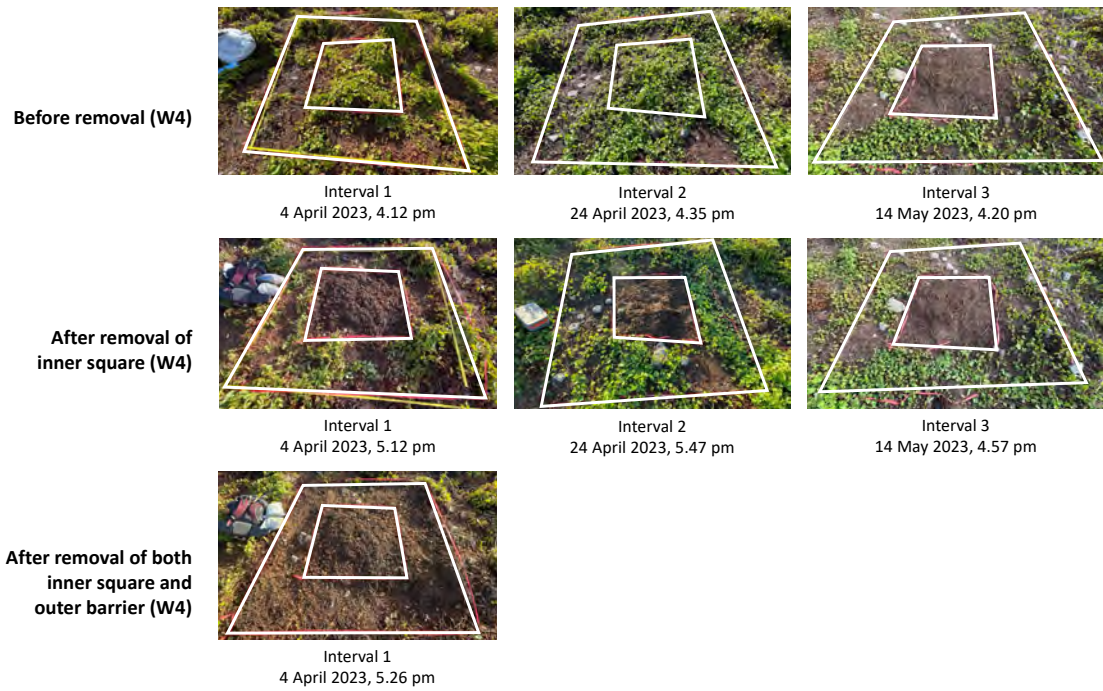 Before removal (W4)
Interval 1
4 April 2023, 4.12 pm
Interval 2
24 April 2023, 4.35 pm
Interval 3
14 May 2023, 4.20 pm
After removal of
inner square (W4)
Interval 1
4 April 2023, 5.12 pm
Interval 2
24 April 2023, 5.47 pm
Interval 3
14 May 2023, 4.57 pm
After removal of both
inner square and
outer barrier (W4)
Interval 1
4 April 2023, 5.26 pm